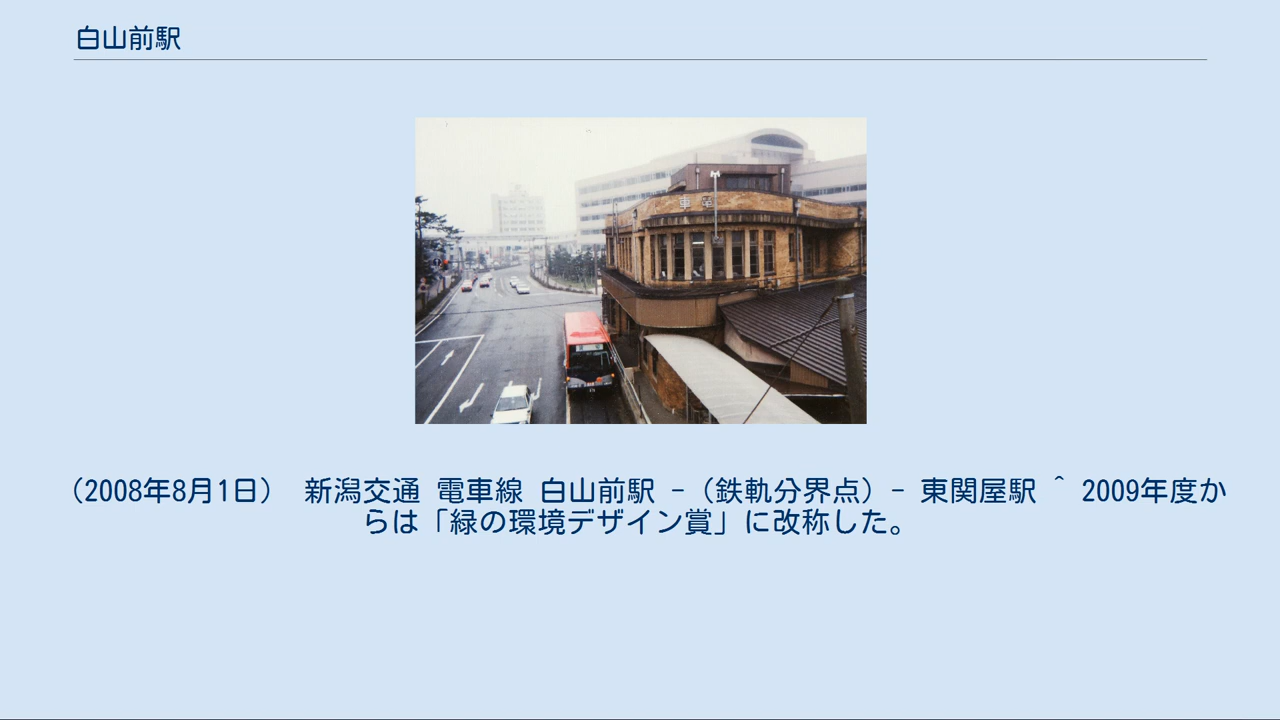 白山前駅
車 電
（2008年8月1日） 新潟交通 電車線 白山前駅 -（鉄軌分界点）- 東関屋駅 ^ 2009年度か
らは「緑の環境デザイン賞」に改称した。